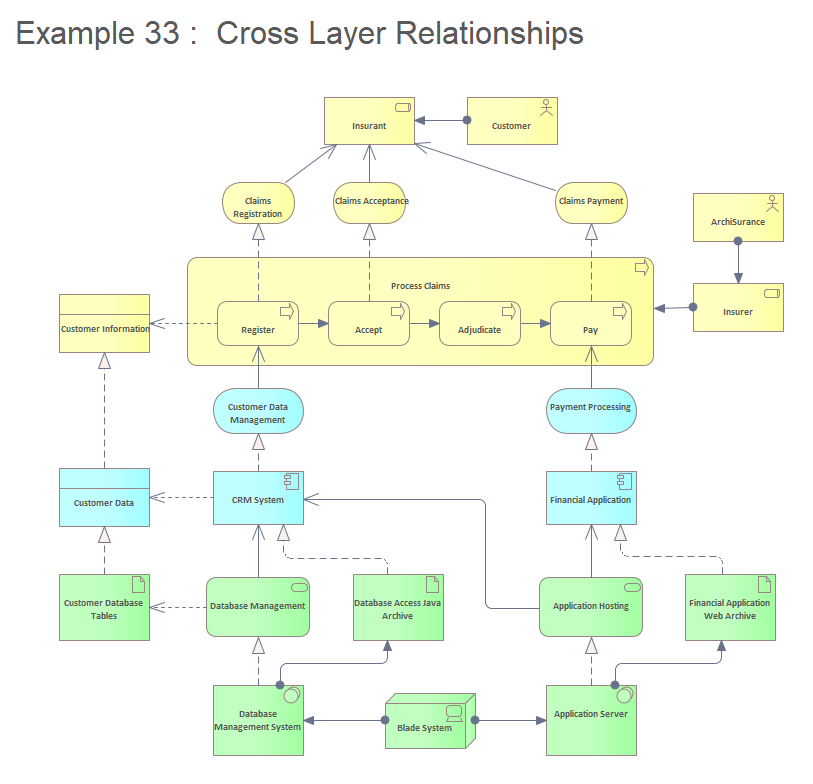 Example 33 :  Cross Layer Relationships
Insurant
Customer
Claims
Registration
Claims Acceptance
Claims Payment
ArchiSurance
Process Claims
Customer Information
Register
Accept
Adjudicate
Pay
Insurer
Customer Data
Management
Payment Processing
Customer Data
CRM System
Financial Application
Customer Database
Tables
Database Management
Database Access Java
Archive
Application Hosting
Financial Application
Web Archive
Database
Management System
Blade System
Application Server